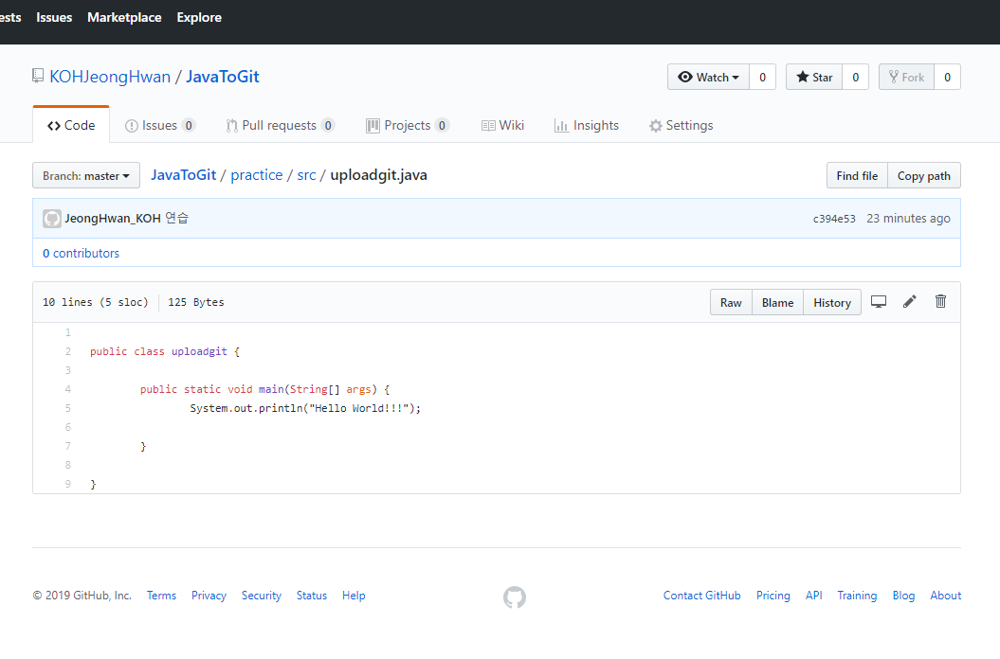 ests Issues Marketplace Explore
KOHJeongHwan / JavaToGit
Watch 0 Star 0 Fork 0
Code Issues 0 Pull requests 0 Projects 0 Wiki Insights Settings
Branch: master JavaToGit / practice / src / uploadgit.java Find file Copy path
JeongHwan_KOH 연습 c394e53 23 minutes ago
0 contributors
10 lines (5 sloc) 125 Bytes Raw Blame History
1
2 public class uploadgit {
3
4 public static void main(String[] args) {
5 System.out.println("Hello World!!!");
6
7 }
8
9 }
© 2019 GitHub, Inc. Terms Privacy Security Status Help Contact GitHub Pricing API Training Blog About